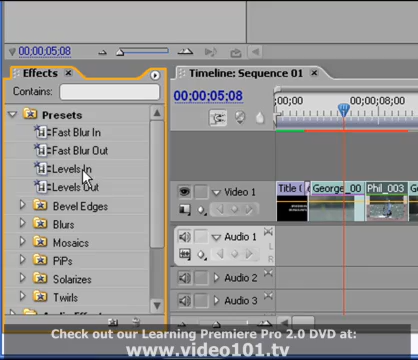 00;00;05;08
Effects ×
Timeline: Sequence 01 ×
Contains:
00;00;05;08
;00;00
00;00;08;00
Presets
Fast Blur In
Fast Blur Out
Levels In
Levels Out
Bevel Edges
Blurs
Mosaics
PiPs
Solarizes
Twirls
Video 1
Title (
George_00
Phil_003
Audio 1
L
R
Audio 2
Audio 3
Check out our Learning Premiere Pro 2.0 DVD at:
www.video101.tv